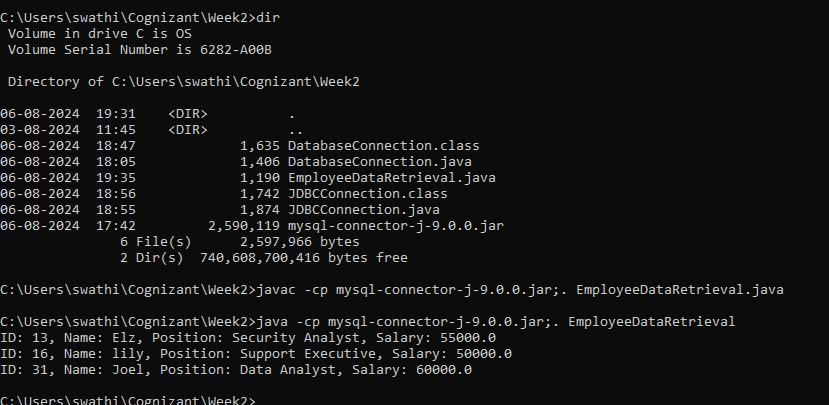 C:\Users\swathi\Cognizant\Week2>dir
 Volume in drive C is OS
 Volume Serial Number is 6282-A00B

 Directory of C:\Users\swathi\Cognizant\Week2

06-08-2024  19:31    <DIR>          .
03-08-2024  11:45    <DIR>          ..
06-08-2024  18:47             1,635 DatabaseConnection.class
06-08-2024  18:05             1,406 DatabaseConnection.java
06-08-2024  19:35             1,190 EmployeeDataRetrieval.java
06-08-2024  18:56             1,742 JDBCConnection.class
06-08-2024  18:55             1,874 JDBCConnection.java
06-08-2024  17:42         2,590,119 mysql-connector-j-9.0.0.jar
               6 File(s)      2,597,966 bytes
               2 Dir(s)  740,608,700,416 bytes free

C:\Users\swathi\Cognizant\Week2>javac -cp mysql-connector-j-9.0.0.jar;. EmployeeDataRetrieval.java

C:\Users\swathi\Cognizant\Week2>java -cp mysql-connector-j-9.0.0.jar;. EmployeeDataRetrieval
ID: 13, Name: Elz, Position: Security Analyst, Salary: 55000.0
ID: 16, Name: lily, Position: Support Executive, Salary: 50000.0
ID: 31, Name: Joel, Position: Data Analyst, Salary: 60000.0

C:\Users\swathi\Cognizant\Week2>